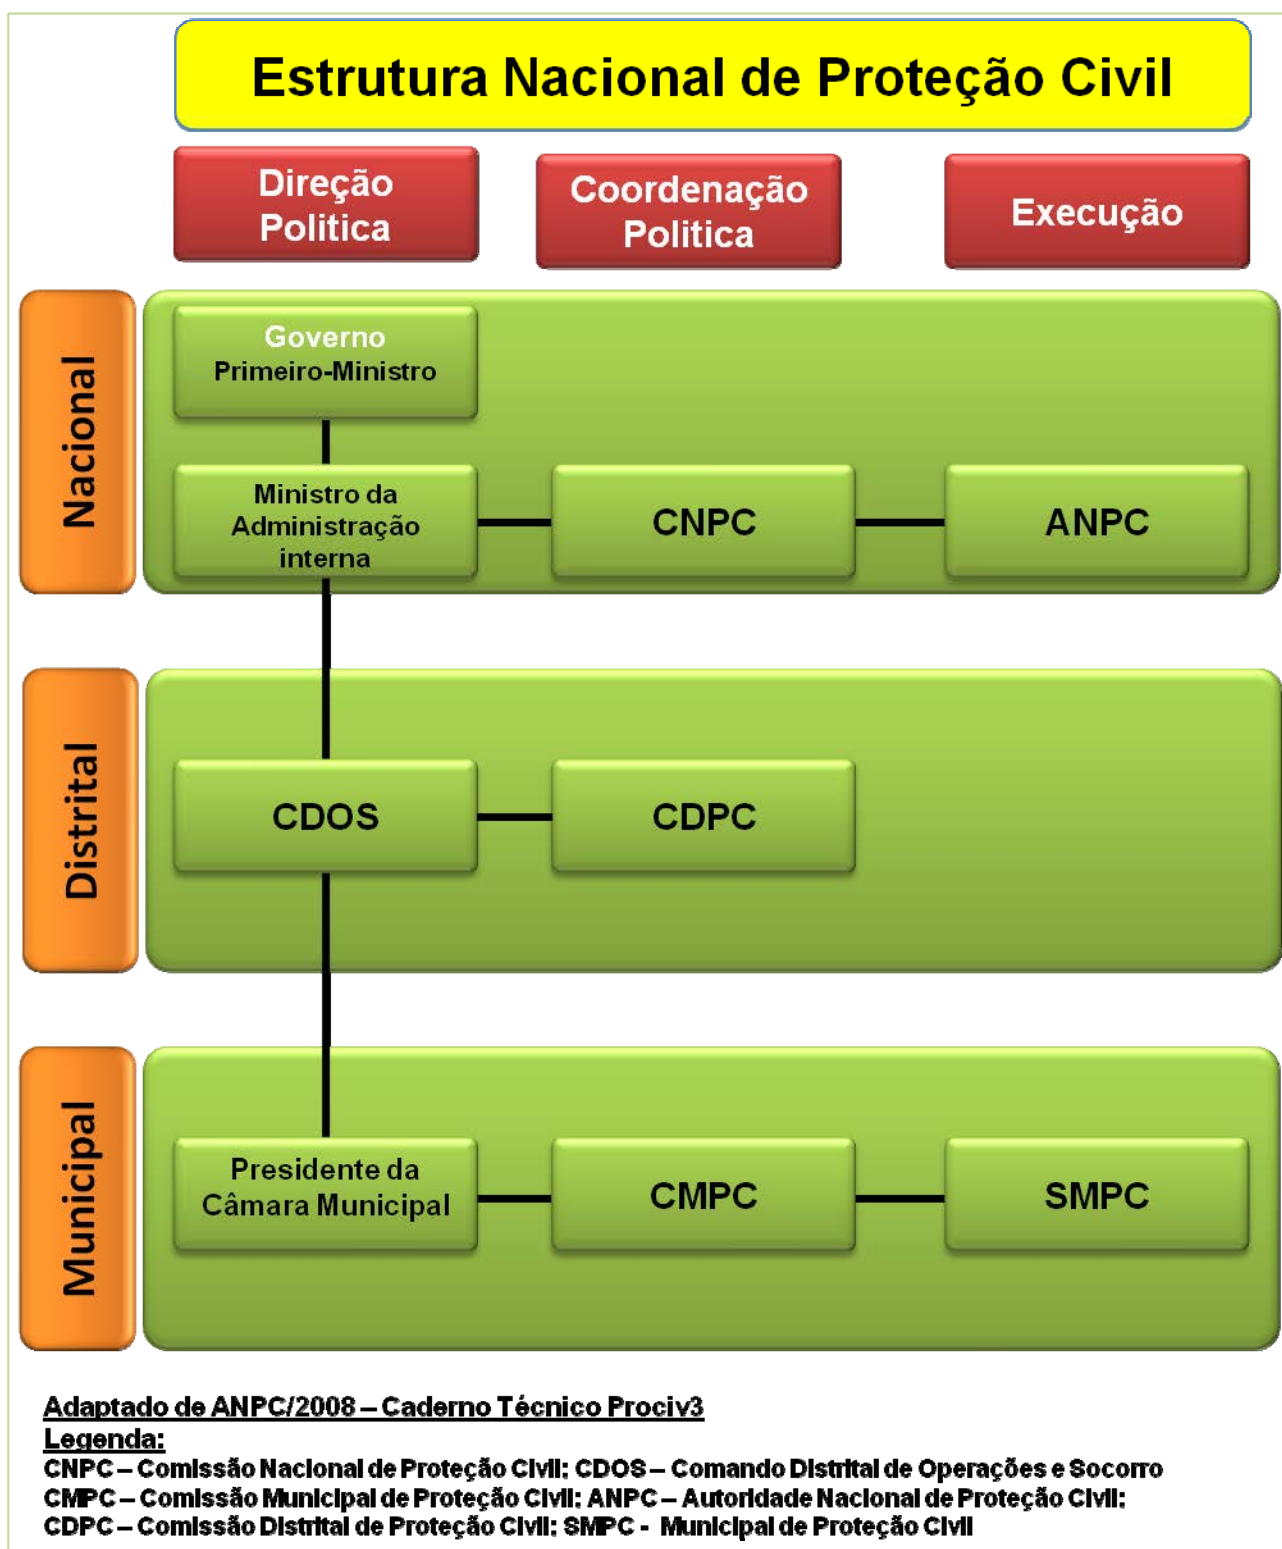 Estrutura Nacional de Proteção Civil
Direção
Politica
Coordenação
Politica
Execução
Nacional
Governo
Primeiro-Ministro
Ministro da
Administração
interna
CNPC
ANPC
Distrital
CDOS
CDPC
Municipal
Presidente da
Câmara Municipal
CMPC
SMPC
Adaptado de ANPC/2008 – Caderno Técnico Prociv3
Legenda:
CNPC – Comissão Nacional de Proteção Civil; CDOS – Comando Distrital de Operações e Socorro
CMPC – Comissão Municipal de Proteção Civil; ANPC – Autoridade Nacional de Proteção Civil;
CDPC – Comissão Distrital de Proteção Civil; SMPC - Municipal de Proteção Civil